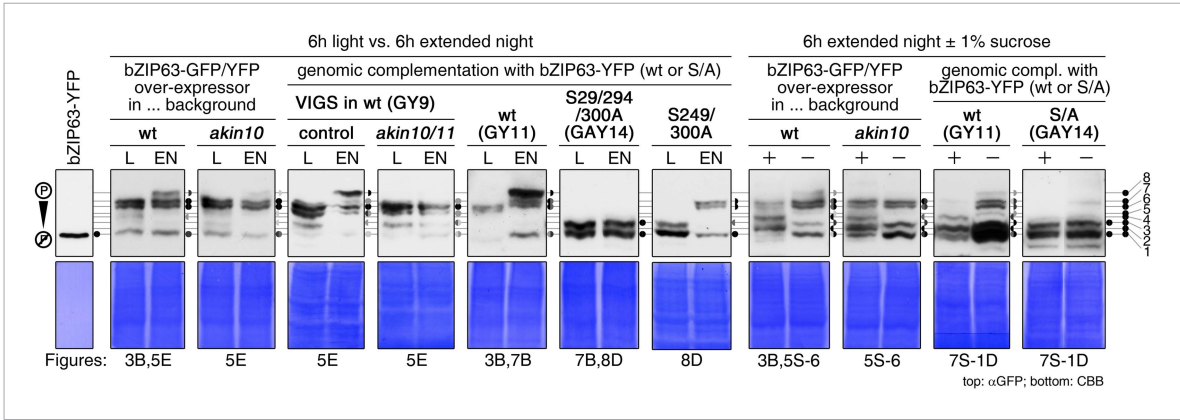 6h light vs. 6h extended night
6h extended night ± 1% sucrose
bZIP63-YFP
bZIP63-GFP/YFP
over-expressor
in ... background
genomic complementation with bZIP63-YFP (wt or S/A)
bZIP63-GFP/YFP
over-expressor
in ... background
genomic compl. with
bZIP63-YFP (wt or S/A)
VIGS in wt (GY9)
wt
(GY11)
S29/294
/300A
(GAY14)
S249/
300A
wt
(GY11)
S/A
(GAY14)
wt akin10 control akin10/11 wt akin10
L EN L EN L EN L EN L EN L EN L EN + − + − + − + −
P
P
8
7
6
5
4
3
2
1
Figures: 3B,5E 5E 5E 5E 3B,7B 7B,8D 8D 3B,5S-6 5S-6 7S-1D 7S-1D
top: αGFP; bottom: CBB